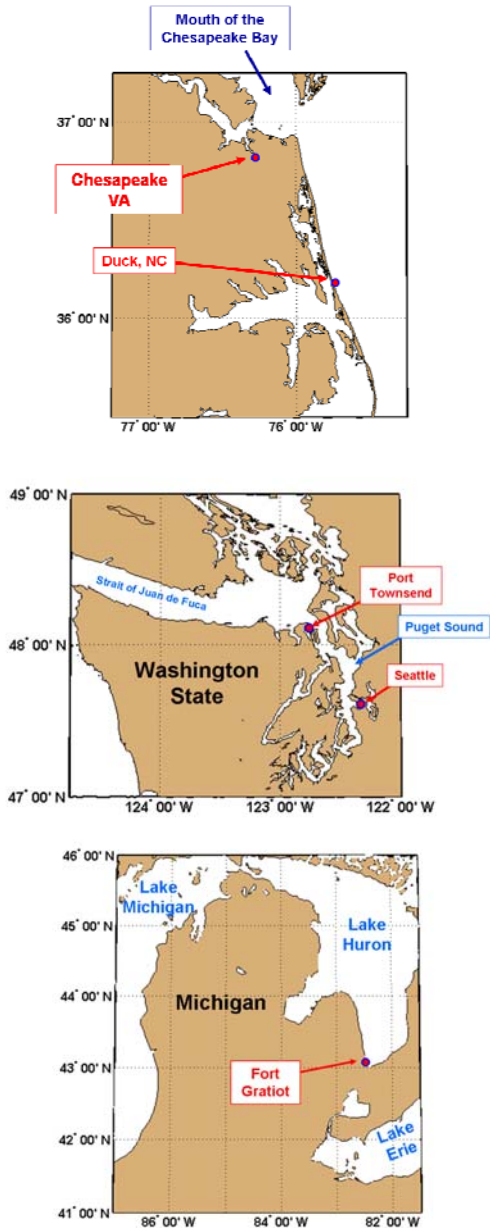 Mouth of the
Chesapeake Bay
37° 00' N
Chesapeake
VA
Duck, NC
36° 00' N
77° 00' W
76° 00' W
49° 00' N
Strait of Juan de Fuca
Port
Townsend
48° 00' N
Puget Sound
Washington
State
Seattle
47° 00' N
124° 00' W
123° 00' W
122° 00' W
46° 00' N
Lake
Michigan
45° 00' N
Lake
Huron
44° 00' N
Michigan
43° 00' N
Fort
Gratiot
42° 00' N
Lake
Erie
41° 00' N
86° 00' W
84° 00' W
82° 00' W